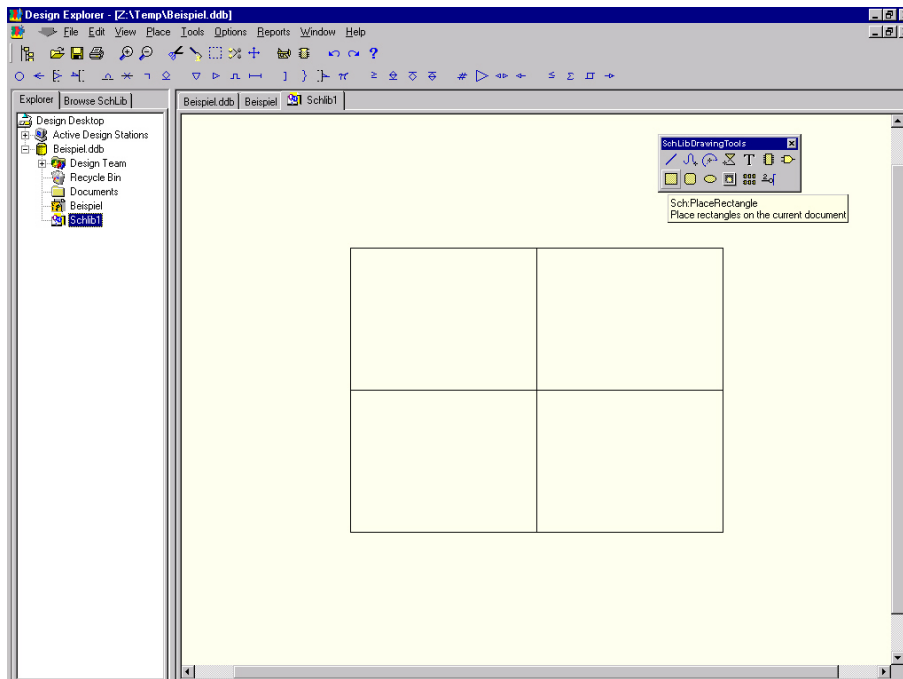 Design Explorer - [Z:\Temp\Beispiel.ddb]
File Edit View Place Tools Options Reports Window Help
Explorer Browse SchLib
Beispiel.ddb Beispiel Schlib1
Design Desktop
Active Design Stations
Beispiel.ddb
Design Team
Recycle Bin
Documents
Beispiel
Schlib1
SchLibDrawingTools
Sch:PlaceRectangle
Place rectangles on the current document